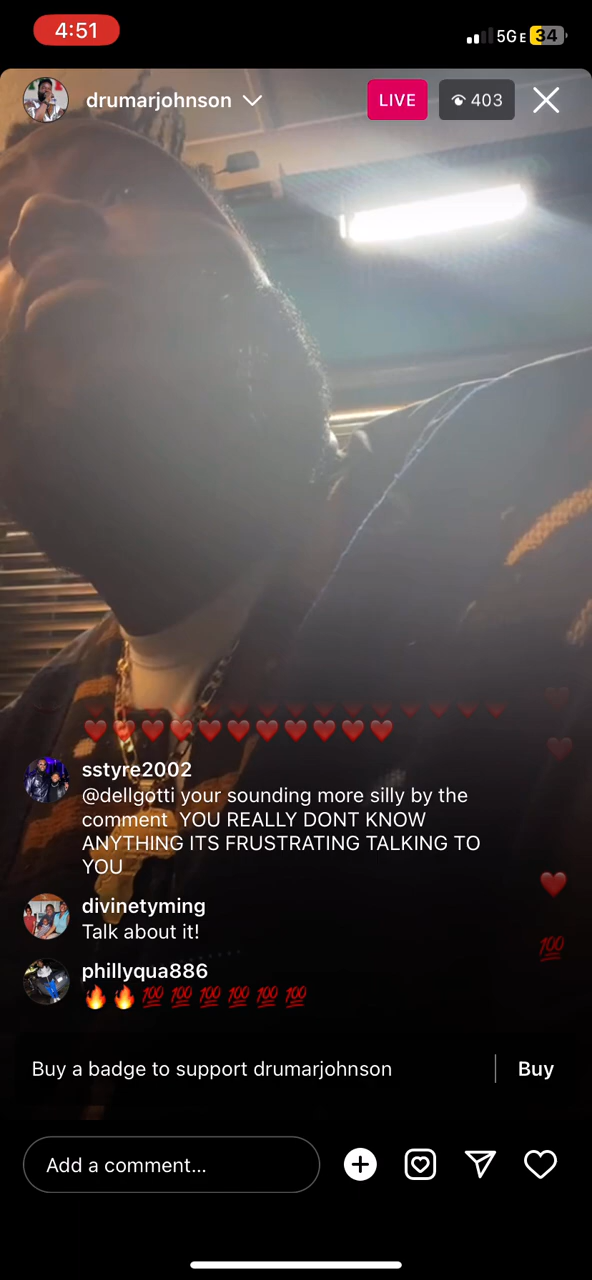 4:51
5GE 34
drumarjohnson
LIVE
403
sstyre2002
@dellgotti your sounding more silly by the
comment YOU REALLY DONT KNOW
ANYTHING ITS FRUSTRATING TALKING TO
YOU
divinetyming
Talk about it!
phillyqua886
🔥🔥💯💯💯💯💯💯
Buy a badge to support drumarjohnson
Buy
Add a comment...